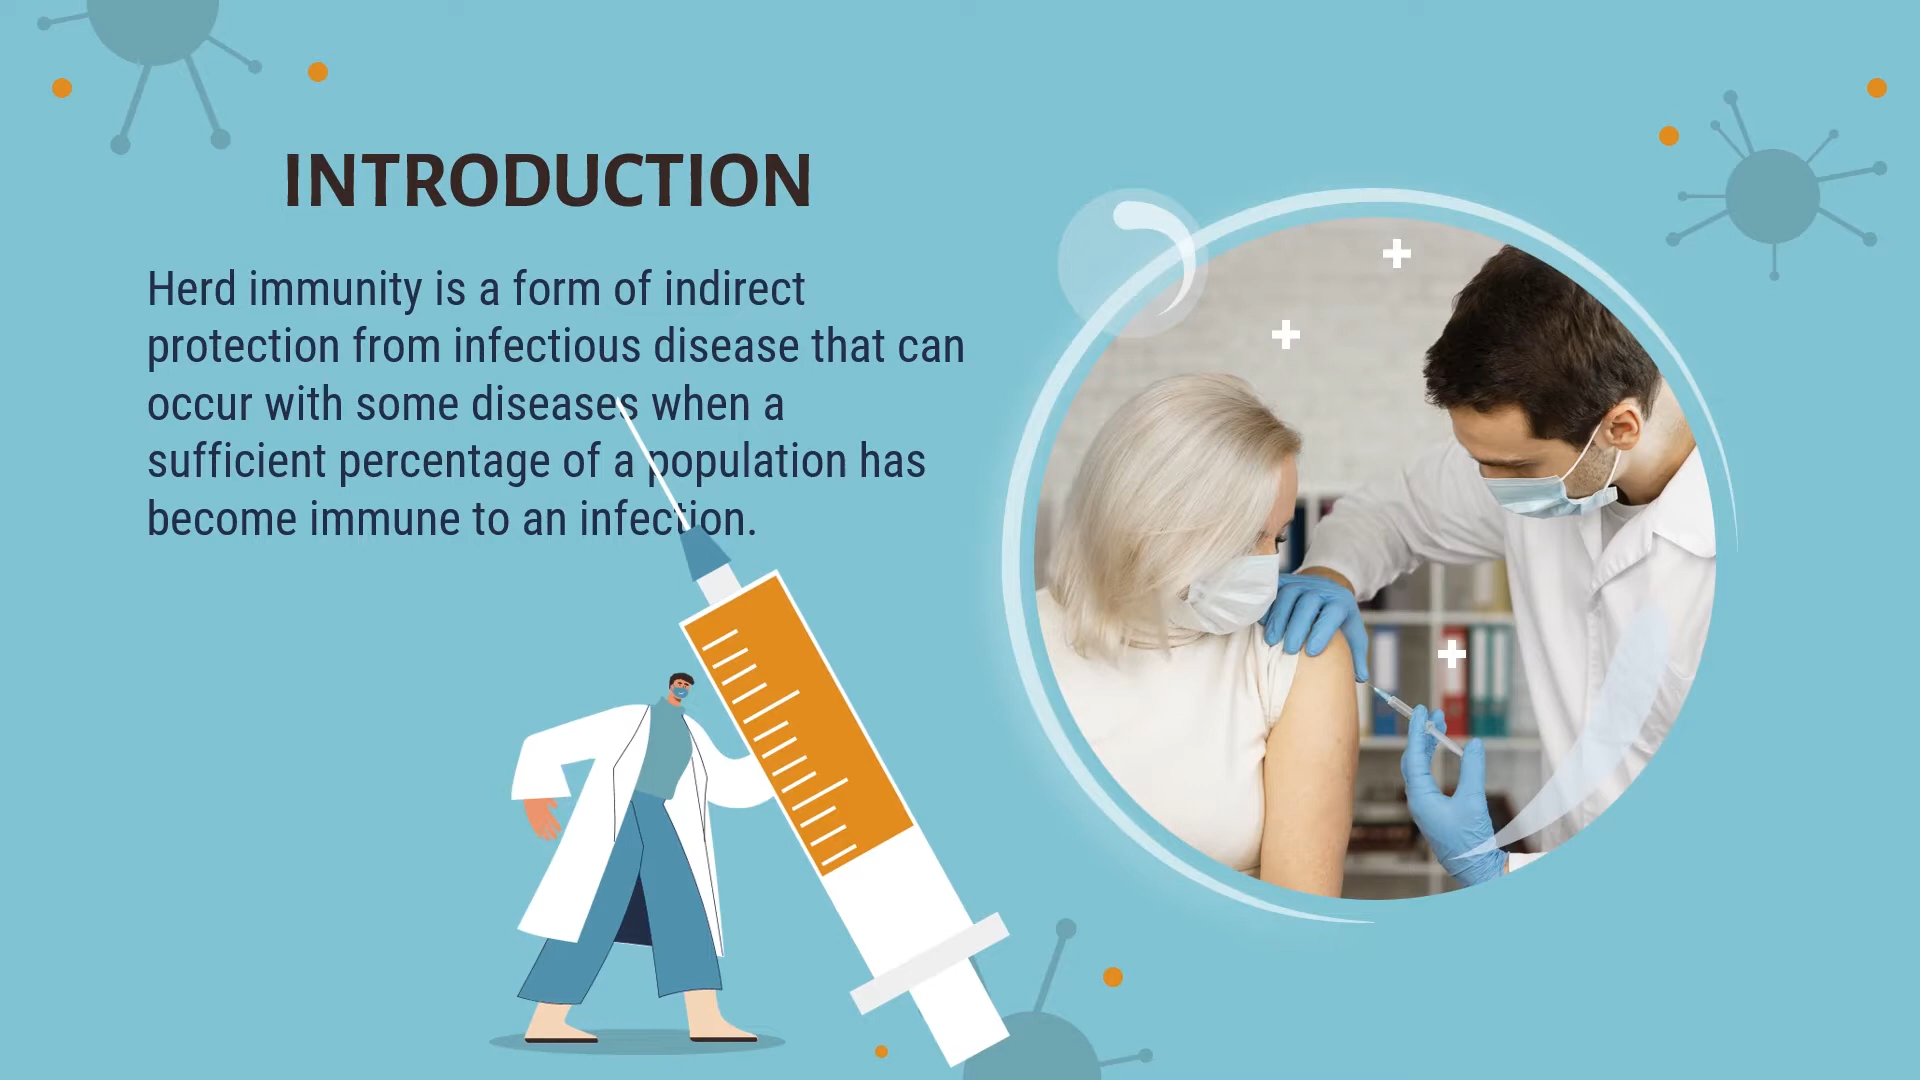 INTRODUCTION
Herd immunity is a form of indirect
protection from infectious disease that can
occur with some diseases when a
sufficient percentage of a population has
become immune to an infection.